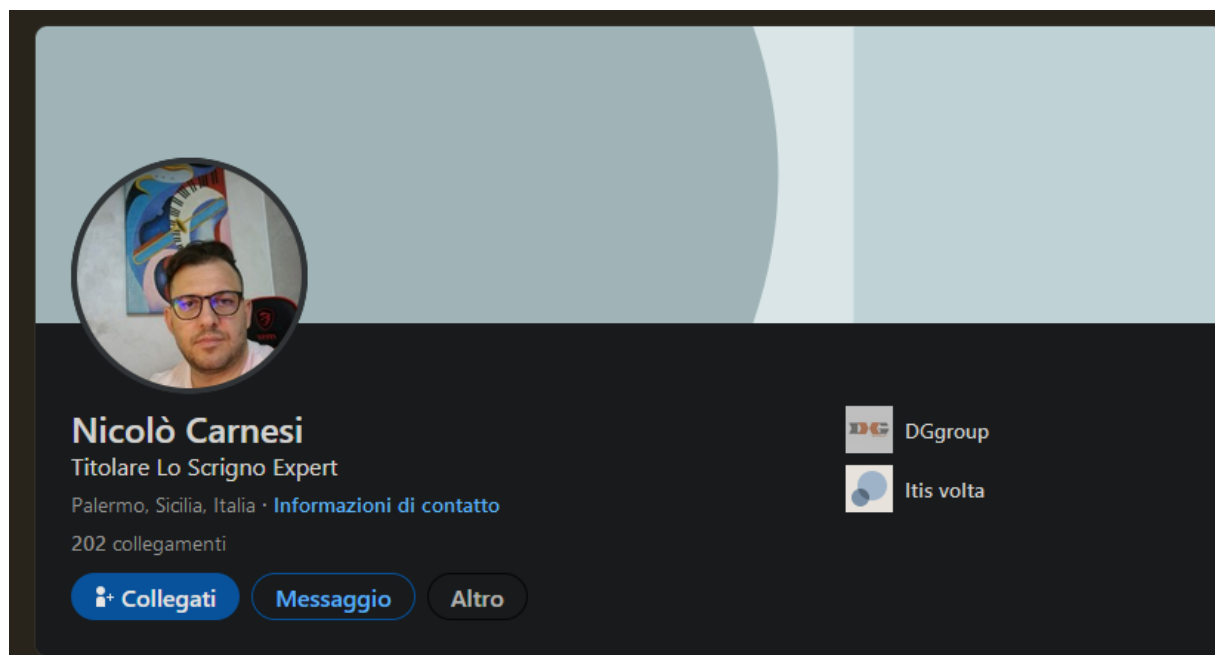 Nicolò Carnesi
Titolare Lo Scrigno Expert
Palermo, Sicilia, Italia · Informazioni di contatto
202 collegamenti
Collegati
Messaggio
Altro
DG
DGgroup
Itis volta